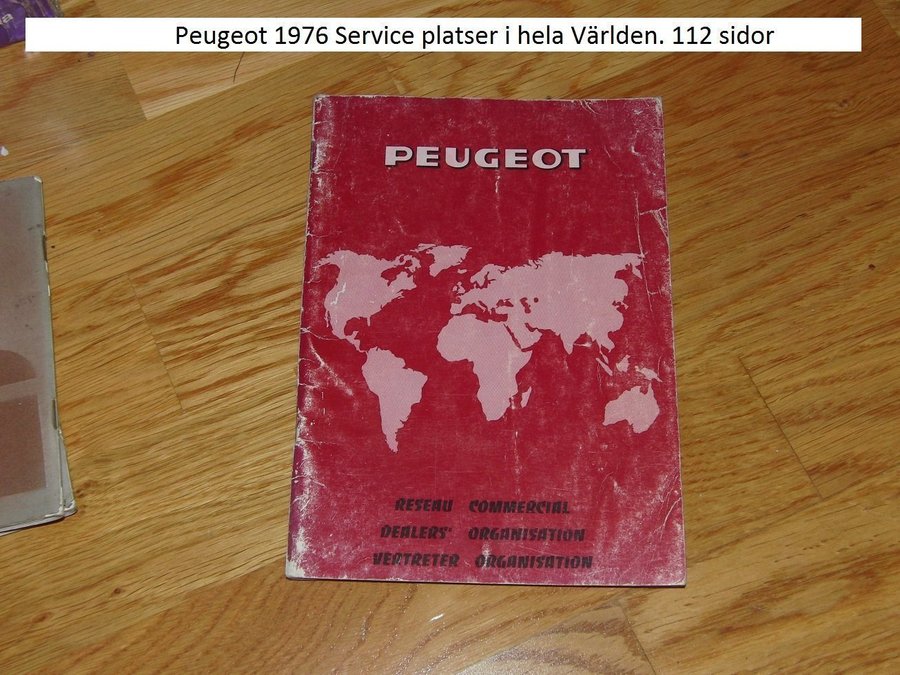 Peugeot 1976 Service platser i hela Världen. 112 sidor
PEUGEOT
RESEAU COMMERCIAL
DEALERS' ORGANISATION
VERTRETER ORGANISATION